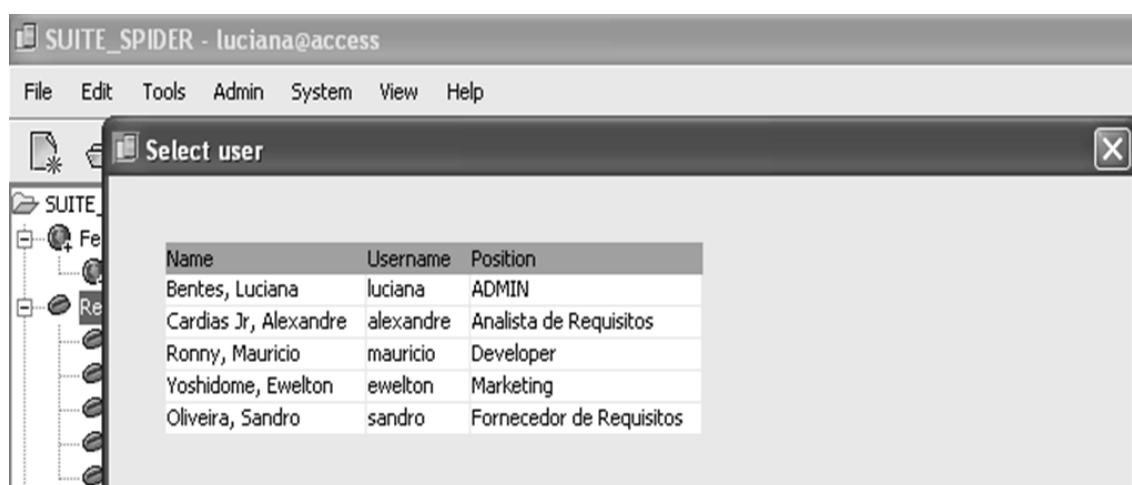 SUITE_SPIDER - luciana@access
File Edit Tools Admin System View Help
Select user
SUITE_
Fe
Re
Name Username Position
Bentes, Luciana luciana ADMIN
Cardias Jr, Alexandre alexandre Analista de Requisitos
Ronny, Mauricio mauricio Developer
Yoshidome, Ewelton ewelton Marketing
Oliveira, Sandro sandro Fornecedor de Requisitos